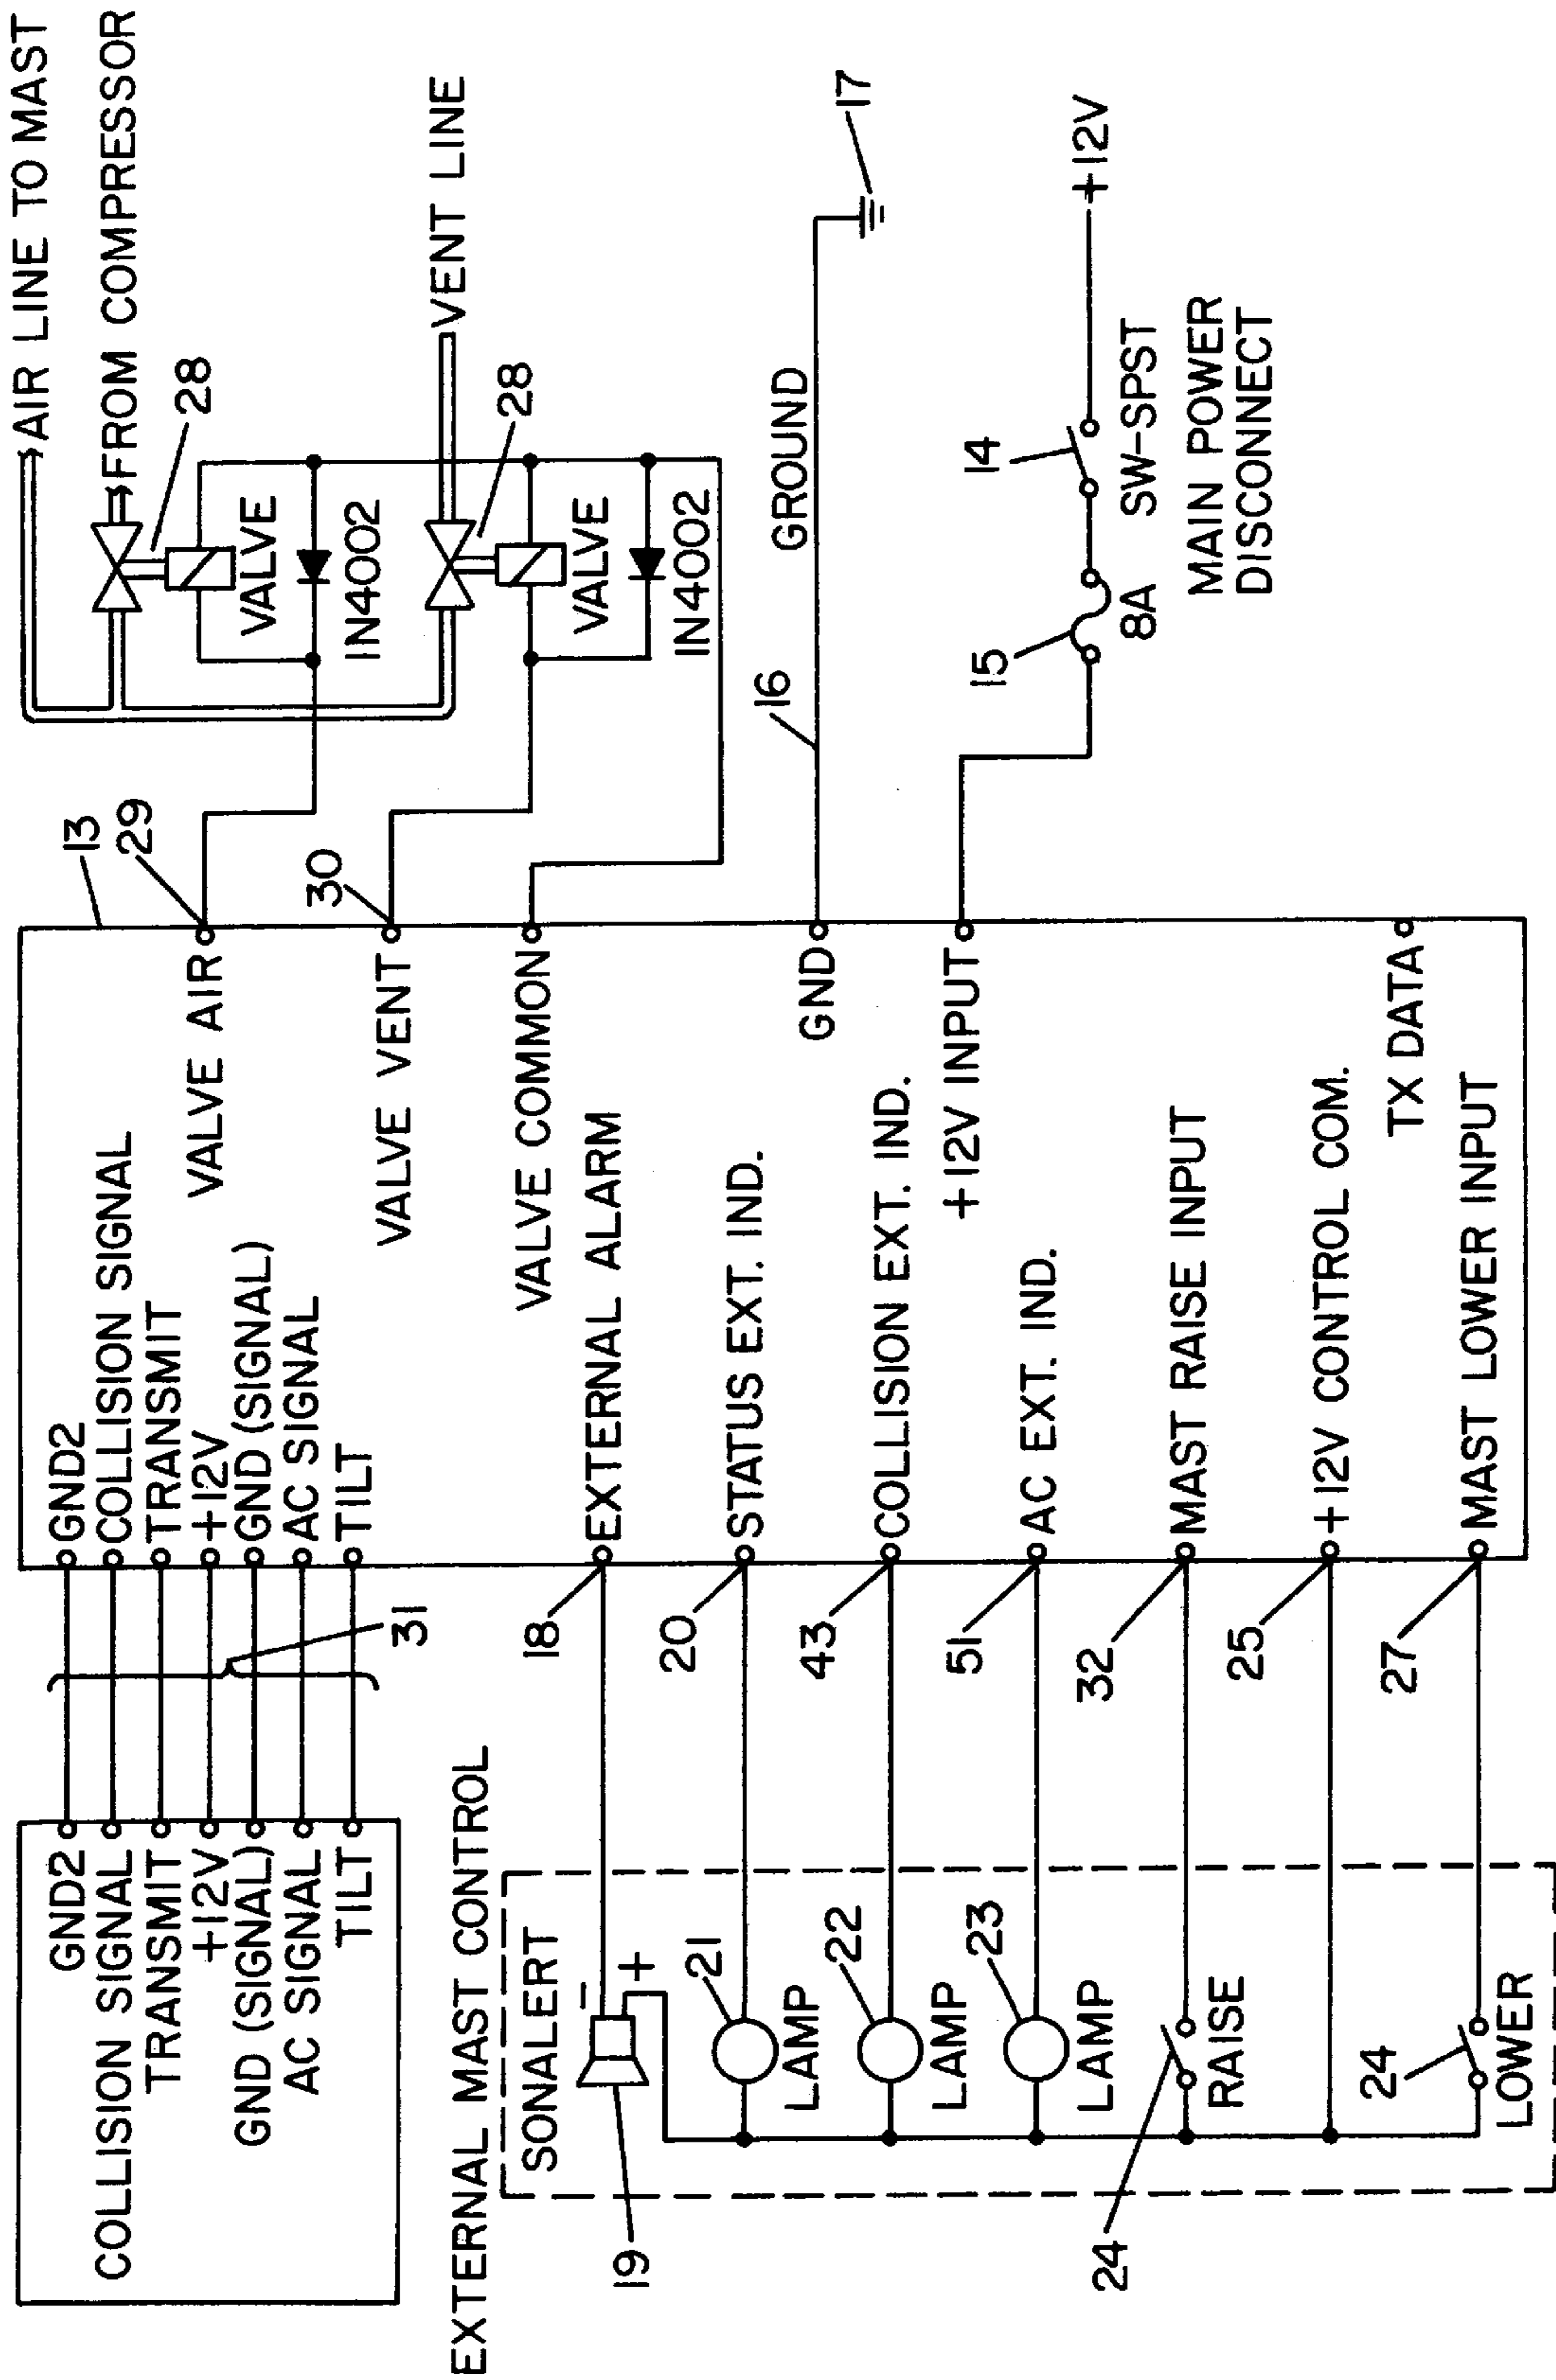 GND2
COLLISION SIGNAL
TRANSMIT
+12V
GND (SIGNAL)
AC SIGNAL
TILT
31
GND2
COLLISION SIGNAL
TRANSMIT
+12V
GND (SIGNAL)
AC SIGNAL
TILT
13
29
VALVE AIR
30
VALVE VENT
VALVE COMMON
AIR LINE TO MAST
FROM COMPRESSOR
28
VALVE
IN4002
VENT LINE
28
VALVE
IN4002
GND
16
GROUND
17
+12V INPUT
15
8A
14
SW-SPST
+12V
MAIN POWER
DISCONNECT
TX DATA
EXTERNAL MAST CONTROL
SONALERT
19
−
+
18
EXTERNAL ALARM
21
LAMP
20
STATUS EXT. IND.
22
LAMP
43
COLLISION EXT. IND.
23
LAMP
51
AC EXT. IND.
24
RAISE
32
MAST RAISE INPUT
25
+12V CONTROL COM.
24
LOWER
27
MAST LOWER INPUT